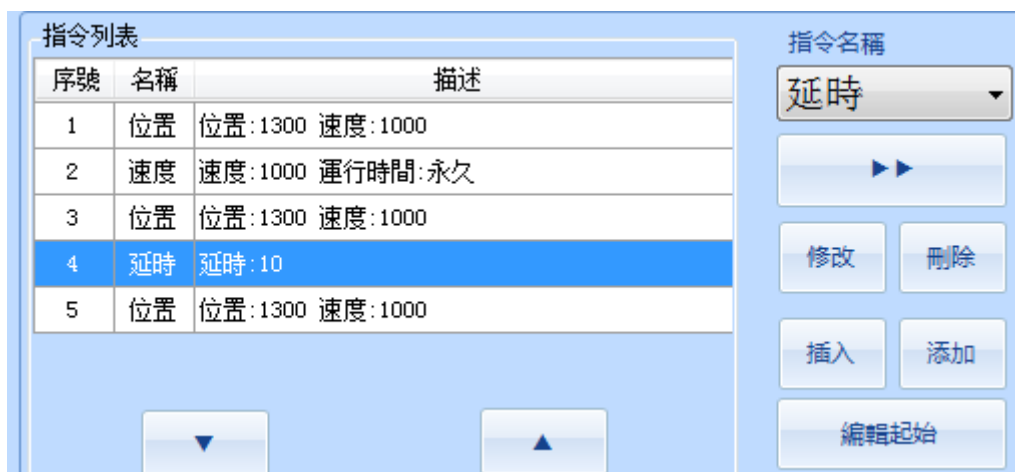 指令列表
序號 名稱 描述
1 位置 位置:1300 速度:1000
2 速度 速度:1000 運行時間:永久
3 位置 位置:1300 速度:1000
4 延時 延時:10
5 位置 位置:1300 速度:1000
指令名稱
延時
修改 刪除
插入 添加
編輯起始